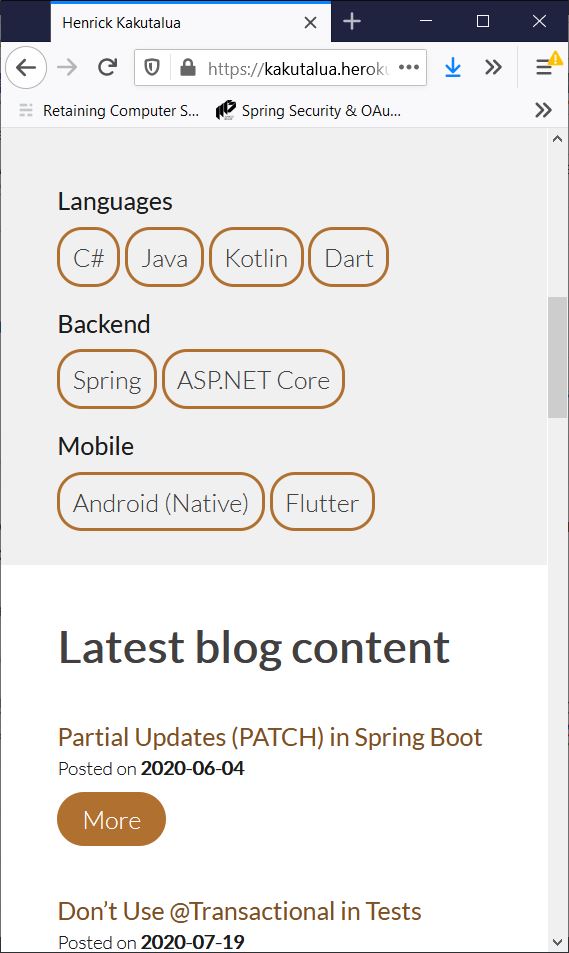 Henrick Kakutalua
https://kakutalua.heroku
Retaining Computer S... Spring Security & OAu...
Languages
C# Java Kotlin Dart
Backend
Spring ASP.NET Core
Mobile
Android (Native) Flutter
Latest blog content
Partial Updates (PATCH) in Spring Boot
Posted on 2020-06-04
More
Don’t Use @Transactional in Tests
Posted on 2020-07-19